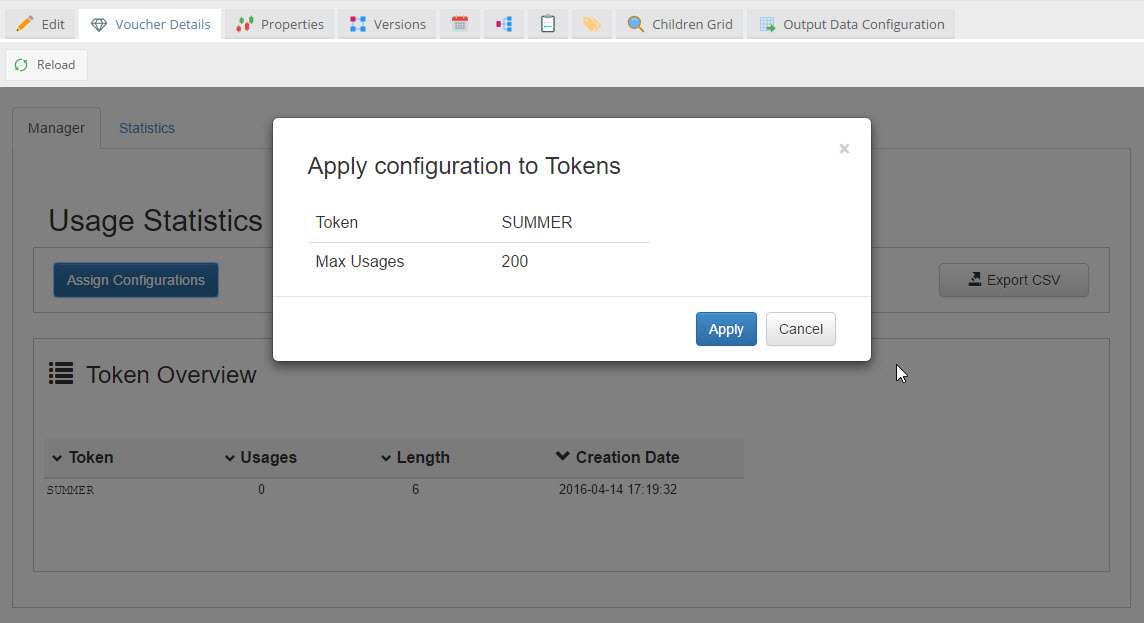 Edit Voucher Details Properties Versions Children Grid Output Data Configuration
Reload
Manager Statistics
×
Apply configuration to Tokens
Token SUMMER
Max Usages 200
Apply Cancel
Usage Statistics
Assign Configurations Export CSV
Token Overview
Token Usages Length Creation Date
SUMMER 0 6 2016-04-14 17:19:32